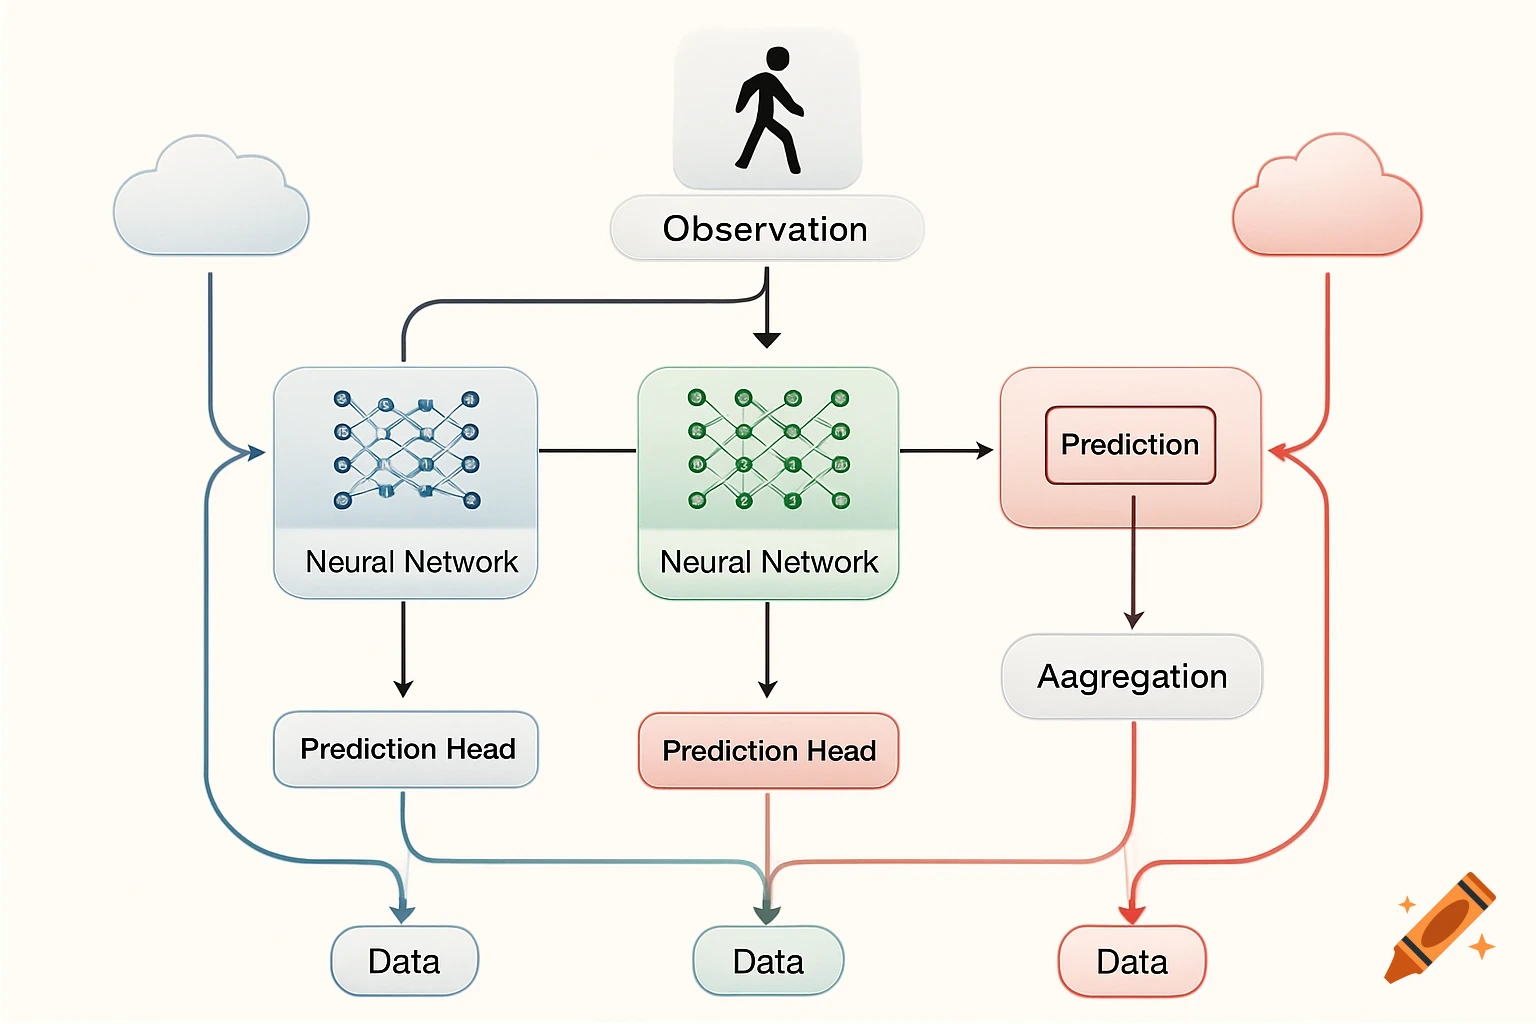 Observation
Prediction
Neural Network
Neural Network
Aagregation
Prediction Head
Prediction Head
Data
Data
Data